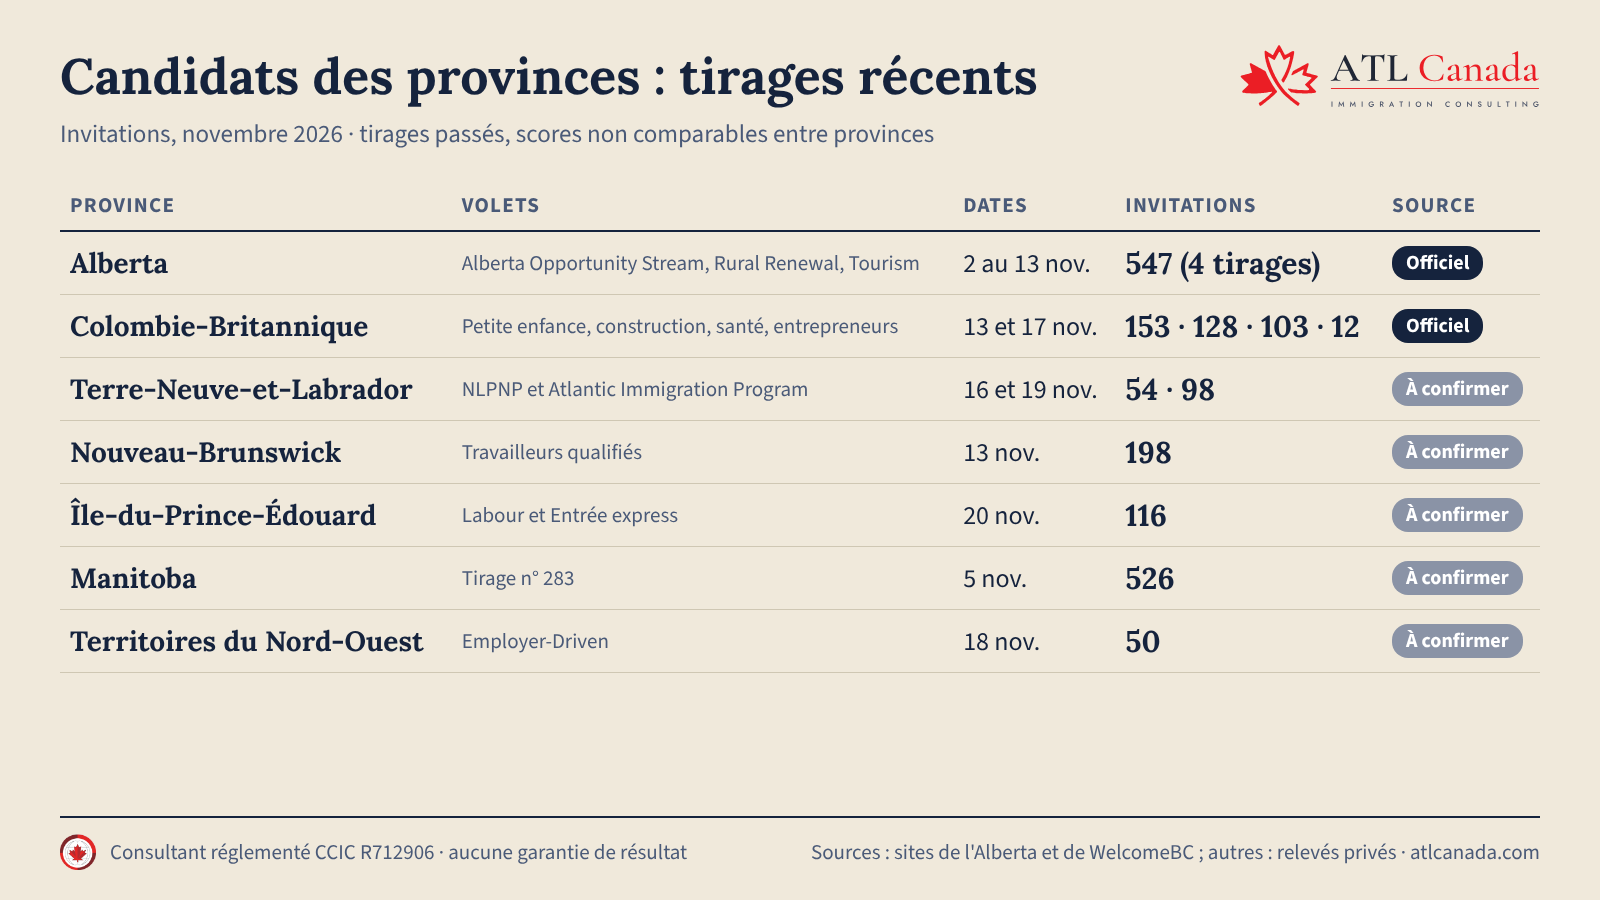 Candidats des provinces : tirages récents
ATL Canada
IMMIGRATION CONSULTING
Invitations, novembre 2026 · tirages passés, scores non comparables entre provinces
PROVINCE VOLETS DATES INVITATIONS SOURCE
Alberta Alberta Opportunity Stream, Rural Renewal, Tourism 2 au 13 nov. 547 (4 tirages) Officiel
Colombie-Britannique Petite enfance, construction, santé, entrepreneurs 13 et 17 nov. 153 · 128 · 103 · 12 Officiel
Terre-Neuve-et-Labrador NLPNP et Atlantic Immigration Program 16 et 19 nov. 54 · 98 À confirmer
Nouveau-Brunswick Travailleurs qualifiés 13 nov. 198 À confirmer
Île-du-Prince-Édouard Labour et Entrée express 20 nov. 116 À confirmer
Manitoba Tirage n° 283 5 nov. 526 À confirmer
Territoires du Nord-Ouest Employer-Driven 18 nov. 50 À confirmer
Consultant réglementé CCIC R712906 · aucune garantie de résultat
Sources : sites de l'Alberta et de WelcomeBC ; autres : relevés privés · atlcanada.com